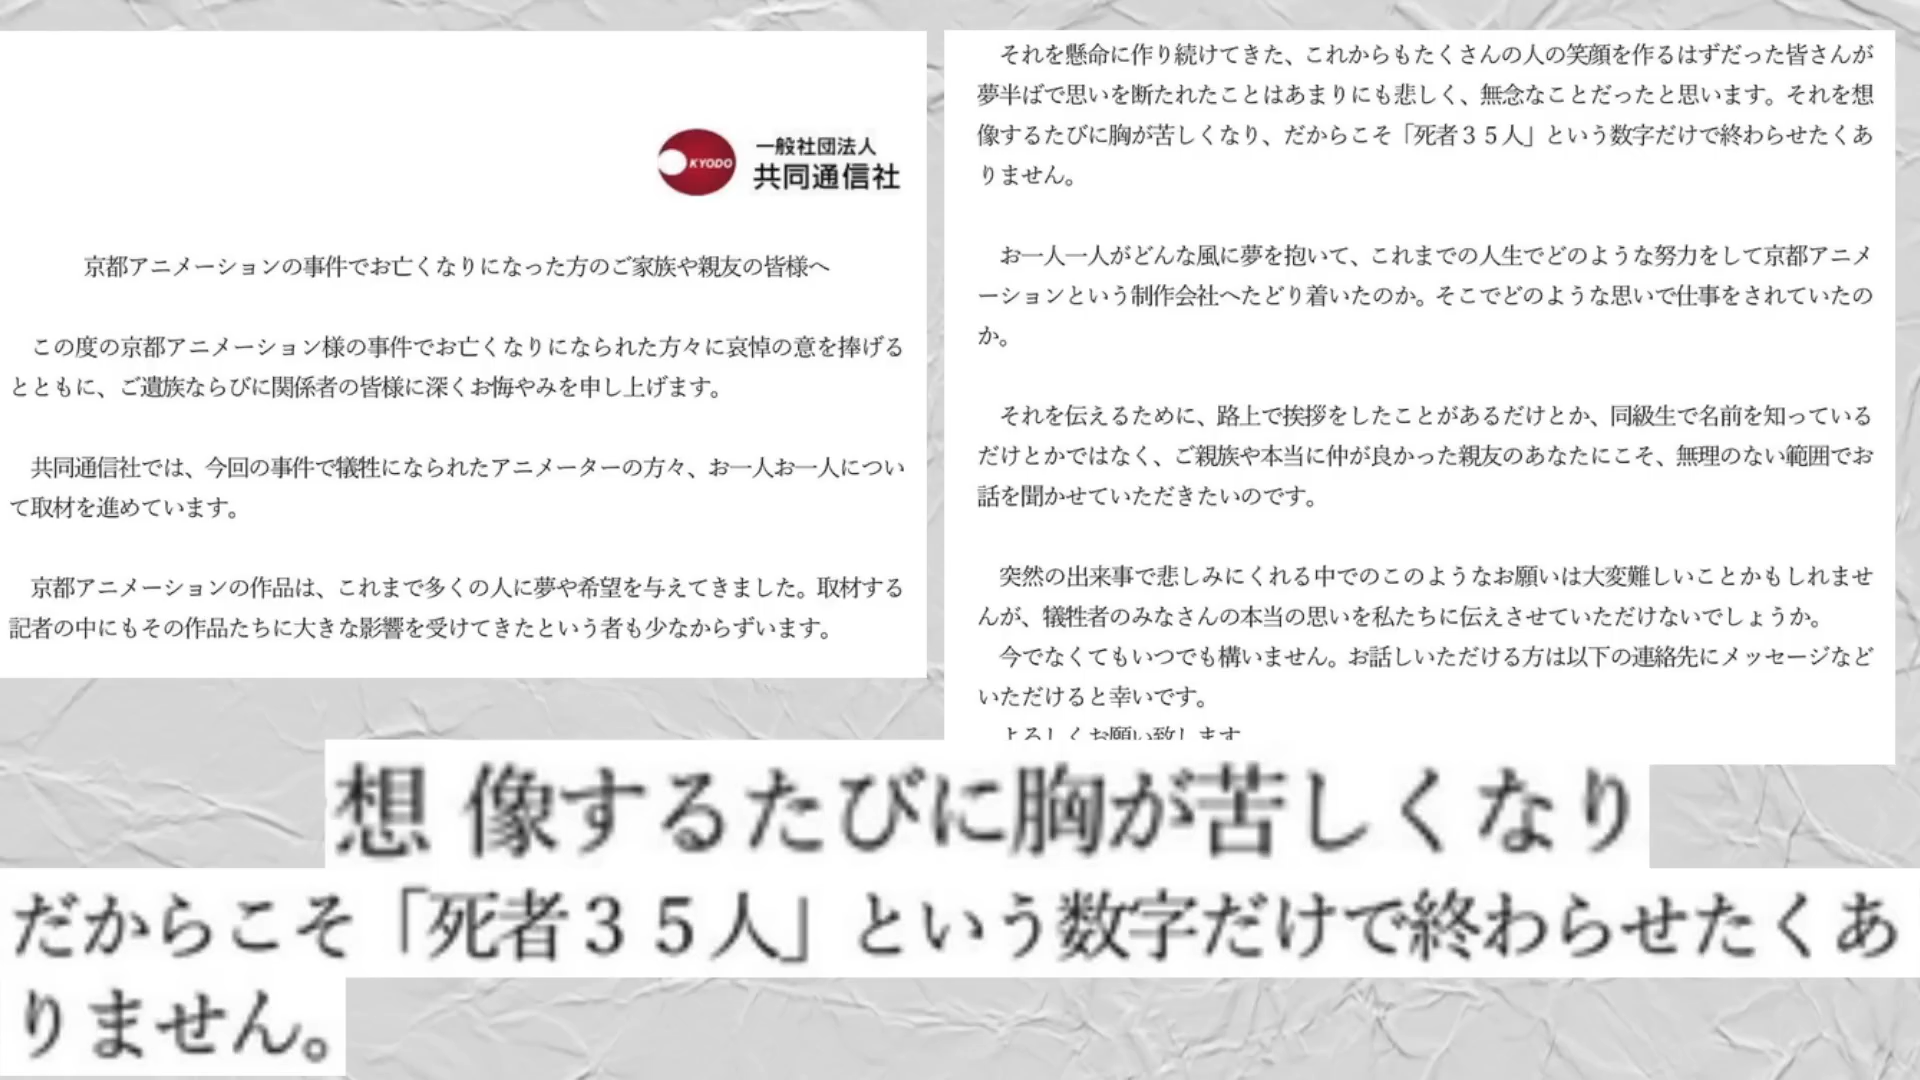 KYODO
一般社団法人
共同通信社
京都アニメーションの事件でお亡くなりになった方のご家族や親友の皆様へ
この度の京都アニメーション様の事件でお亡くなりになられた方々に哀悼の意を捧げる
とともに、ご遺族ならびに関係者の皆様に深くお悔やみを申し上げます。
共同通信社では、今回の事件で犠牲になられたアニメーターの方々、お一人お一人につい
て取材を進めています。
京都アニメーションの作品は、これまで多くの人に夢や希望を与えてきました。取材する
記者の中にもその作品たちに大きな影響を受けてきたという者も少なからずいます。
それを懸命に作り続けてきた、これからもたくさんの人の笑顔を作るはずだった皆さんが
夢半ばで思いを断たれたことはあまりにも悲しく、無念なことだったと思います。それを想
像するたびに胸が苦しくなり、だからこそ「死者３５人」という数字だけで終わらせたくあ
りません。
お一人一人がどんな風に夢を抱いて、これまでの人生でどのような努力をして京都アニメ
ーションという制作会社へたどり着いたのか。そこでどのような思いで仕事をされていたの
か。
それを伝えるために、路上で挨拶をしたことがあるだけとか、同級生で名前を知っている
だけとかではなく、ご親族や本当に仲が良かった親友のあなたにこそ、無理のない範囲でお
話を聞かせていただきたいのです。
突然の出来事で悲しみにくれる中でのこのようなお願いは大変難しいことかもしれませ
んが、犠牲者のみなさんの本当の思いを私たちに伝えさせていただけないでしょうか。
今でなくてもいつでも構いません。お話しいただける方は以下の連絡先にメッセージなど
いただけると幸いです。
よろしくお願い致します
想 像するたびに胸が苦しくなり
だからこそ「死者３５人」という数字だけで終わらせたくあ
りません。